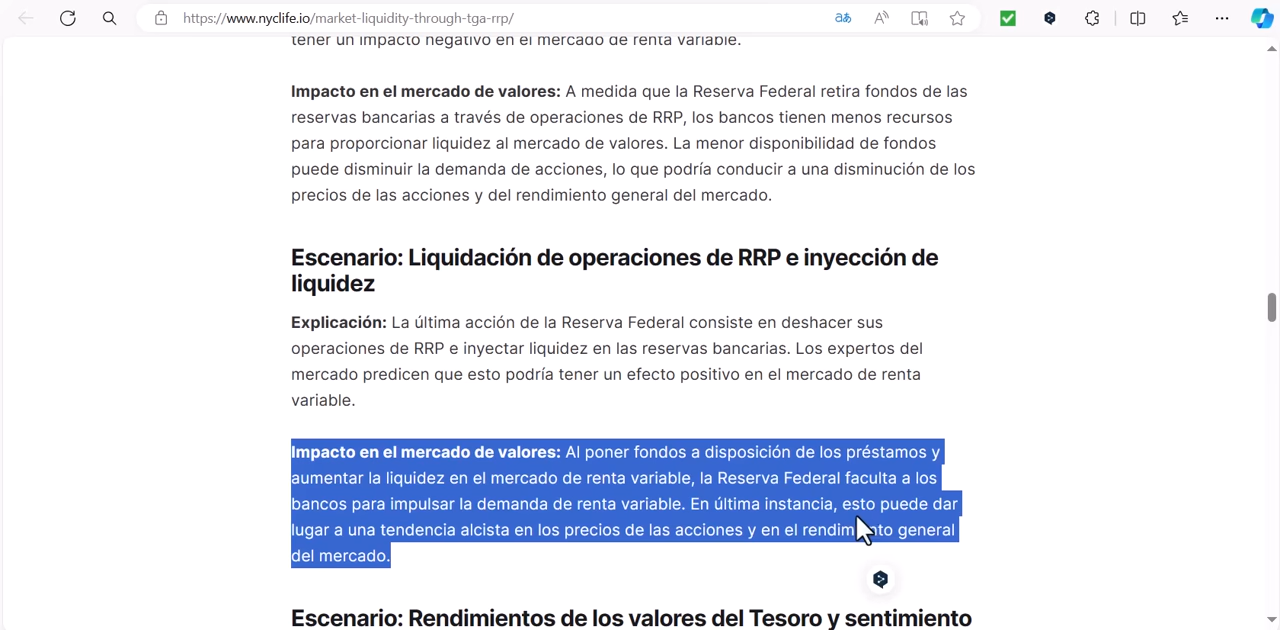 https://www.nyclife.io/market-liquidity-through-tga-rrp/
tener un impacto negativo en el mercado de renta variable.
Impacto en el mercado de valores: A medida que la Reserva Federal retira fondos de las
reservas bancarias a través de operaciones de RRP, los bancos tienen menos recursos
para proporcionar liquidez al mercado de valores. La menor disponibilidad de fondos
puede disminuir la demanda de acciones, lo que podría conducir a una disminución de los
precios de las acciones y del rendimiento general del mercado.
Escenario: Liquidación de operaciones de RRP e inyección de
liquidez
Explicación: La última acción de la Reserva Federal consiste en deshacer sus
operaciones de RRP e inyectar liquidez en las reservas bancarias. Los expertos del
mercado predicen que esto podría tener un efecto positivo en el mercado de renta
variable.
Impacto en el mercado de valores: Al poner fondos a disposición de los préstamos y
aumentar la liquidez en el mercado de renta variable, la Reserva Federal faculta a los
bancos para impulsar la demanda de renta variable. En última instancia, esto puede dar
lugar a una tendencia alcista en los precios de las acciones y en el rendimiento general
del mercado.
Escenario: Rendimientos de los valores del Tesoro y sentimiento